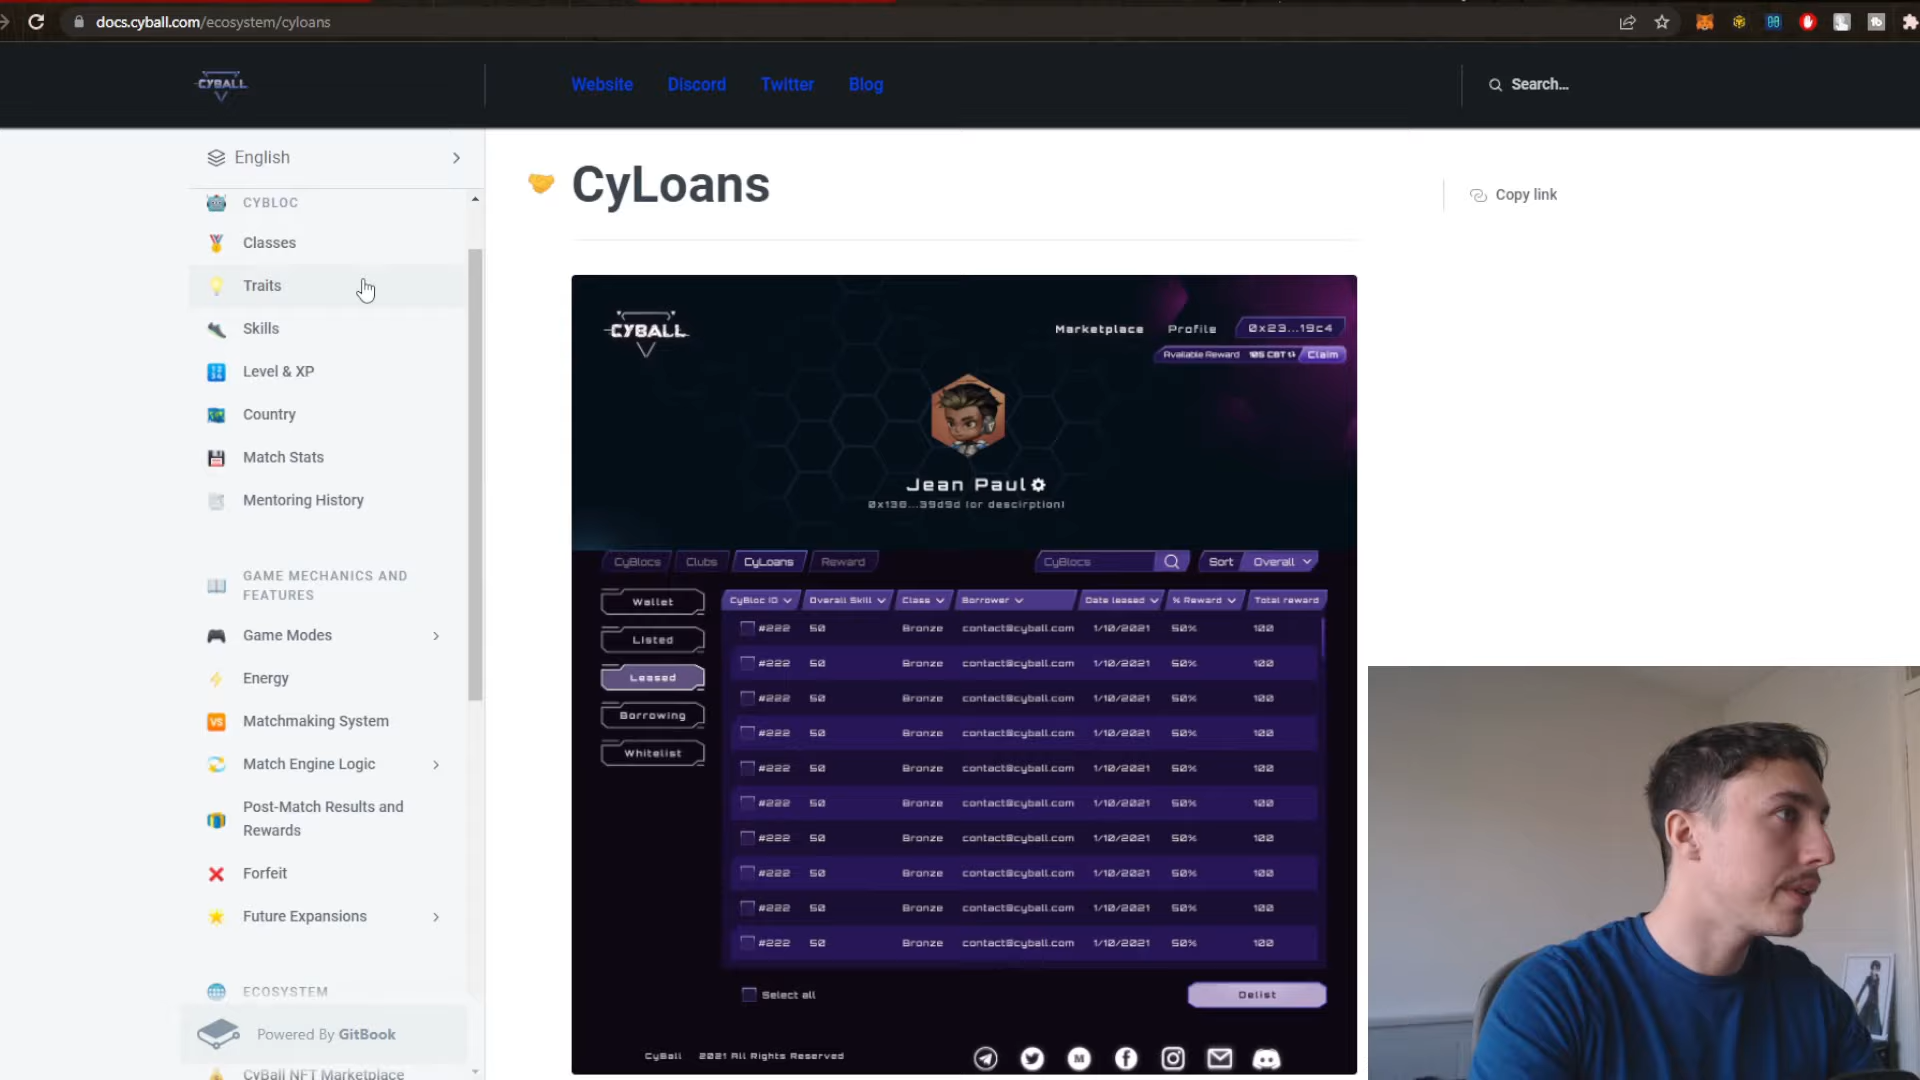 docs.cyball.com/ecosystem/cyloans
CYBALL
Website Discord Twitter Blog
Search...
English
CYBLOC
Classes
Traits
Skills
Level & XP
Country
Match Stats
Mentoring History
GAME MECHANICS AND
FEATURES
Game Modes
Energy
Matchmaking System
Match Engine Logic
Post-Match Results and
Rewards
Forfeit
Future Expansions
ECOSYSTEM
Powered By GitBook
CyBall NFT Marketplace
CyLoans
Copy link
CYBALL
Marketplace Profile 0x23...19c4
Available Reward 105 CBT Claim
Jean Paul
0x138...39d9d (or descirption)
CyBlocs Clubs CyLoans Reward
CyBlocs Sort Overall
Wallet
Listed
Leased
Borrowing
Whitelist
CyBloc ID Overall Skill Class Borrower Date leased % Reward Total reward
#222 50 Bronze contact@cyball.com 1/10/2021 50% 100
#222 50 Bronze contact@cyball.com 1/10/2021 50% 100
#222 50 Bronze contact@cyball.com 1/10/2021 50% 100
#222 50 Bronze contact@cyball.com 1/10/2021 50% 100
#222 50 Bronze contact@cyball.com 1/10/2021 50% 100
#222 50 Bronze contact@cyball.com 1/10/2021 50% 100
#222 50 Bronze contact@cyball.com 1/10/2021 50% 100
#222 50 Bronze contact@cyball.com 1/10/2021 50% 100
#222 50 Bronze contact@cyball.com 1/10/2021 50% 100
#222 50 Bronze contact@cyball.com 1/10/2021 50% 100
Select all
Delist
CyBall 2021 All Rights Reserved